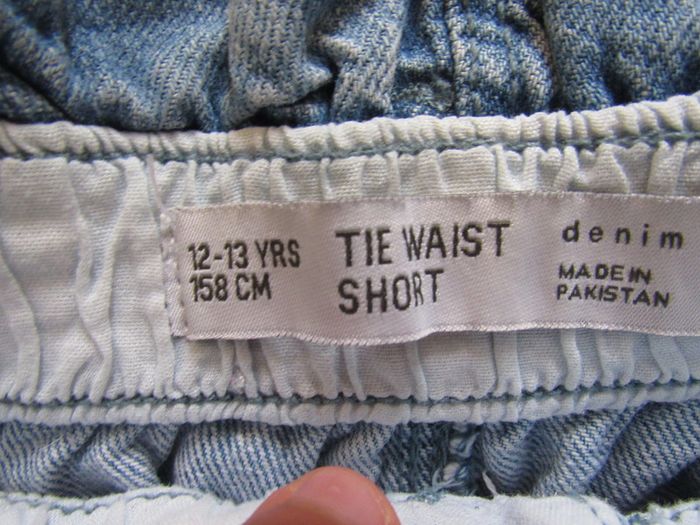 12-13 YRS
158 CM
TIE WAIST
SHORT
denim
MADE IN
PAKISTAN